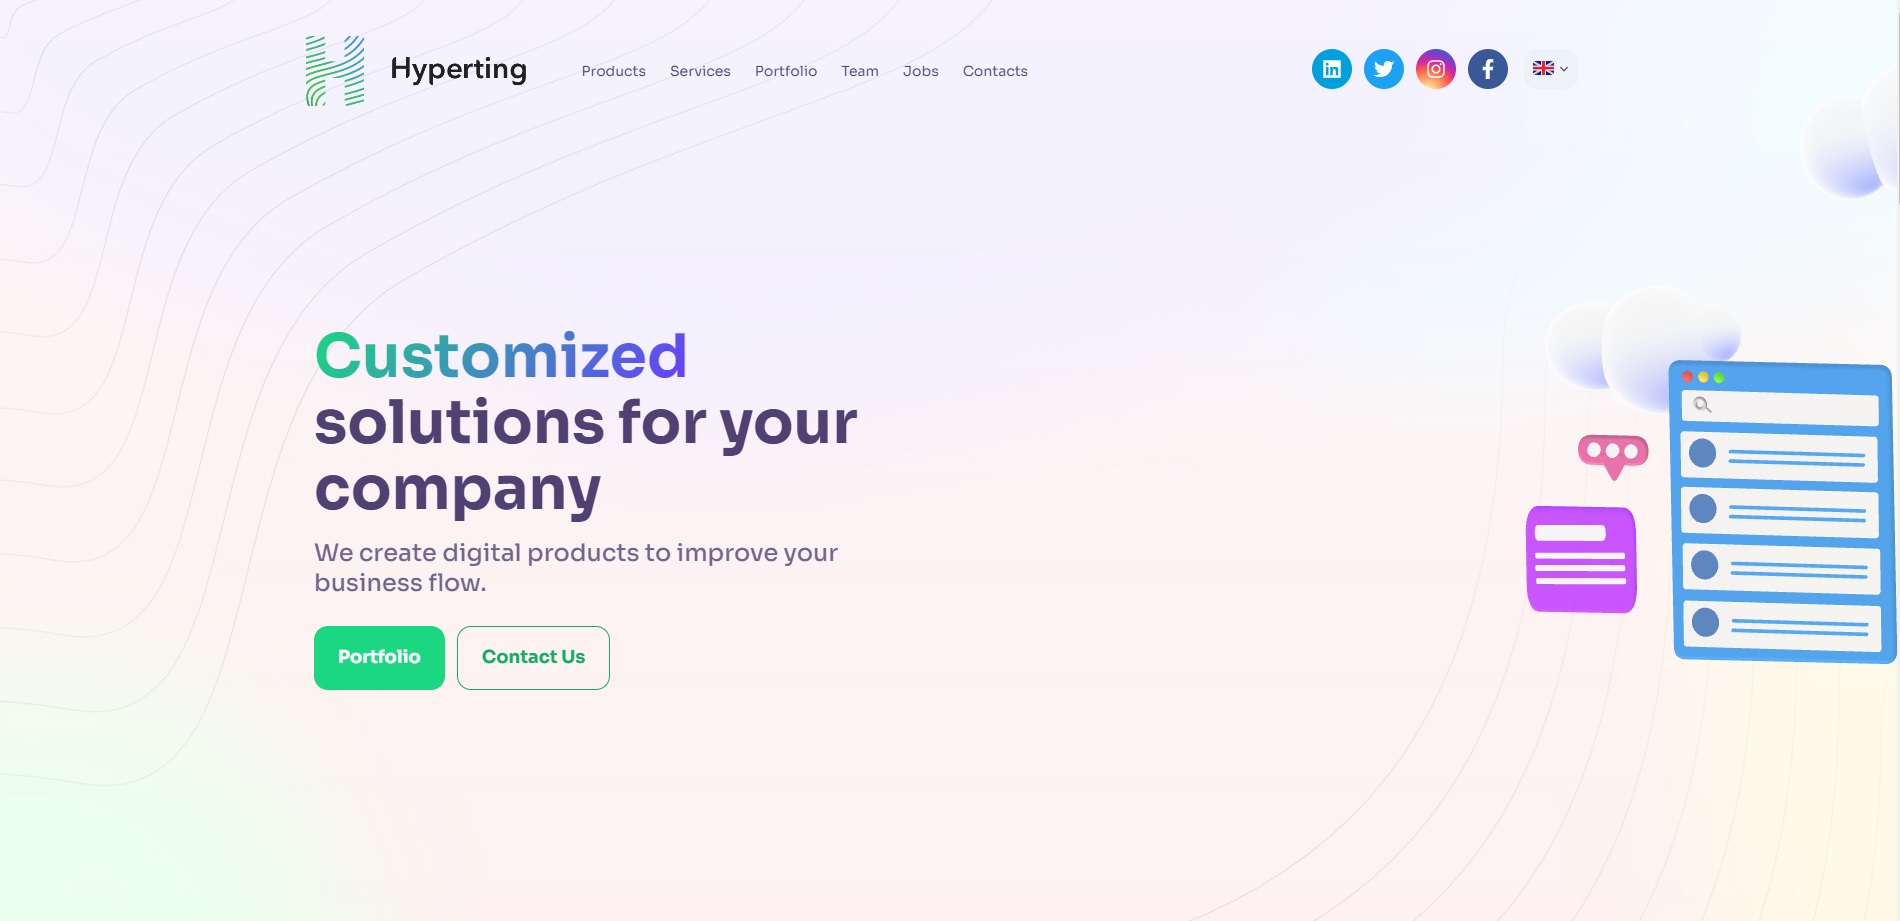 Hyperting
Products Services Portfolio Team Jobs Contacts
Customized
solutions for your
company
We create digital products to improve your
business flow.
Portfolio Contact Us